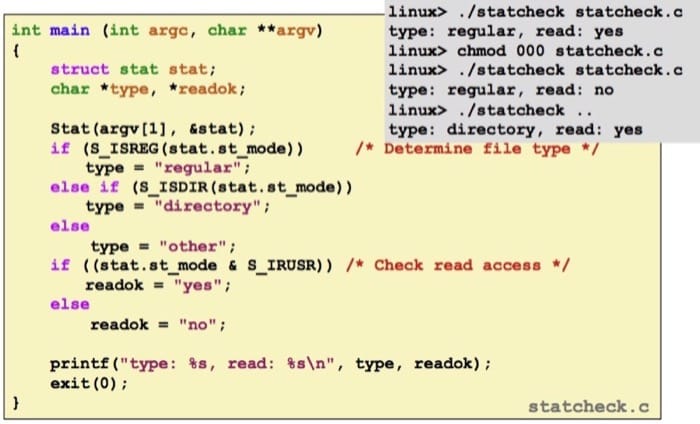 linux> ./statcheck statcheck.c
type: regular, read: yes
linux> chmod 000 statcheck.c
linux> ./statcheck statcheck.c
type: regular, read: no
linux> ./statcheck ..
type: directory, read: yes
int main (int argc, char **argv)
{
    struct stat stat;
    char *type, *readok;

    Stat(argv[1], &stat);
    if (S_ISREG(stat.st_mode))     /* Determine file type */
        type = "regular";
    else if (S_ISDIR(stat.st_mode))
        type = "directory";
    else
        type = "other";
    if ((stat.st_mode & S_IRUSR)) /* Check read access */
        readok = "yes";
    else
        readok = "no";

    printf("type: %s, read: %s\n", type, readok);
    exit(0);
}
statcheck.c